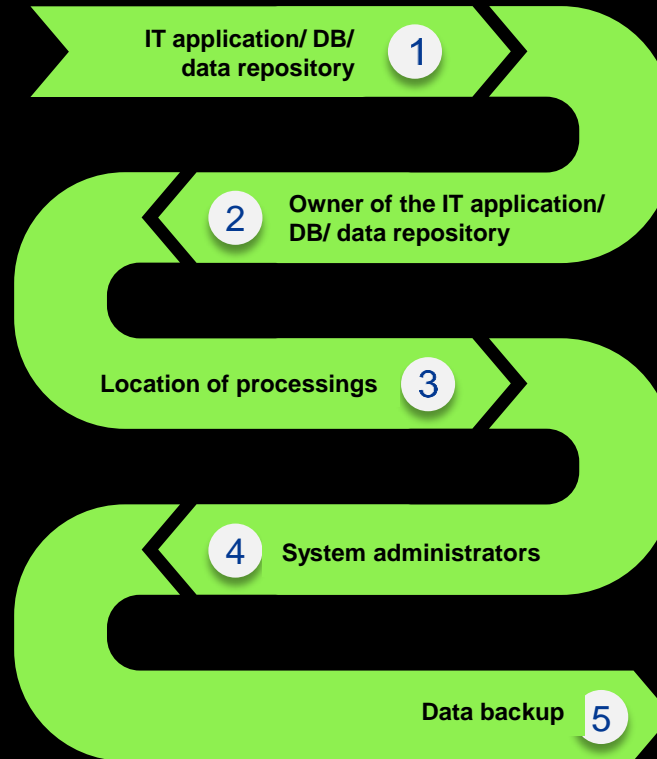 IT application/ DB/
data repository
1
2
Owner of the IT application/
DB/ data repository
Location of processings
3
4
System administrators
Data backup
5